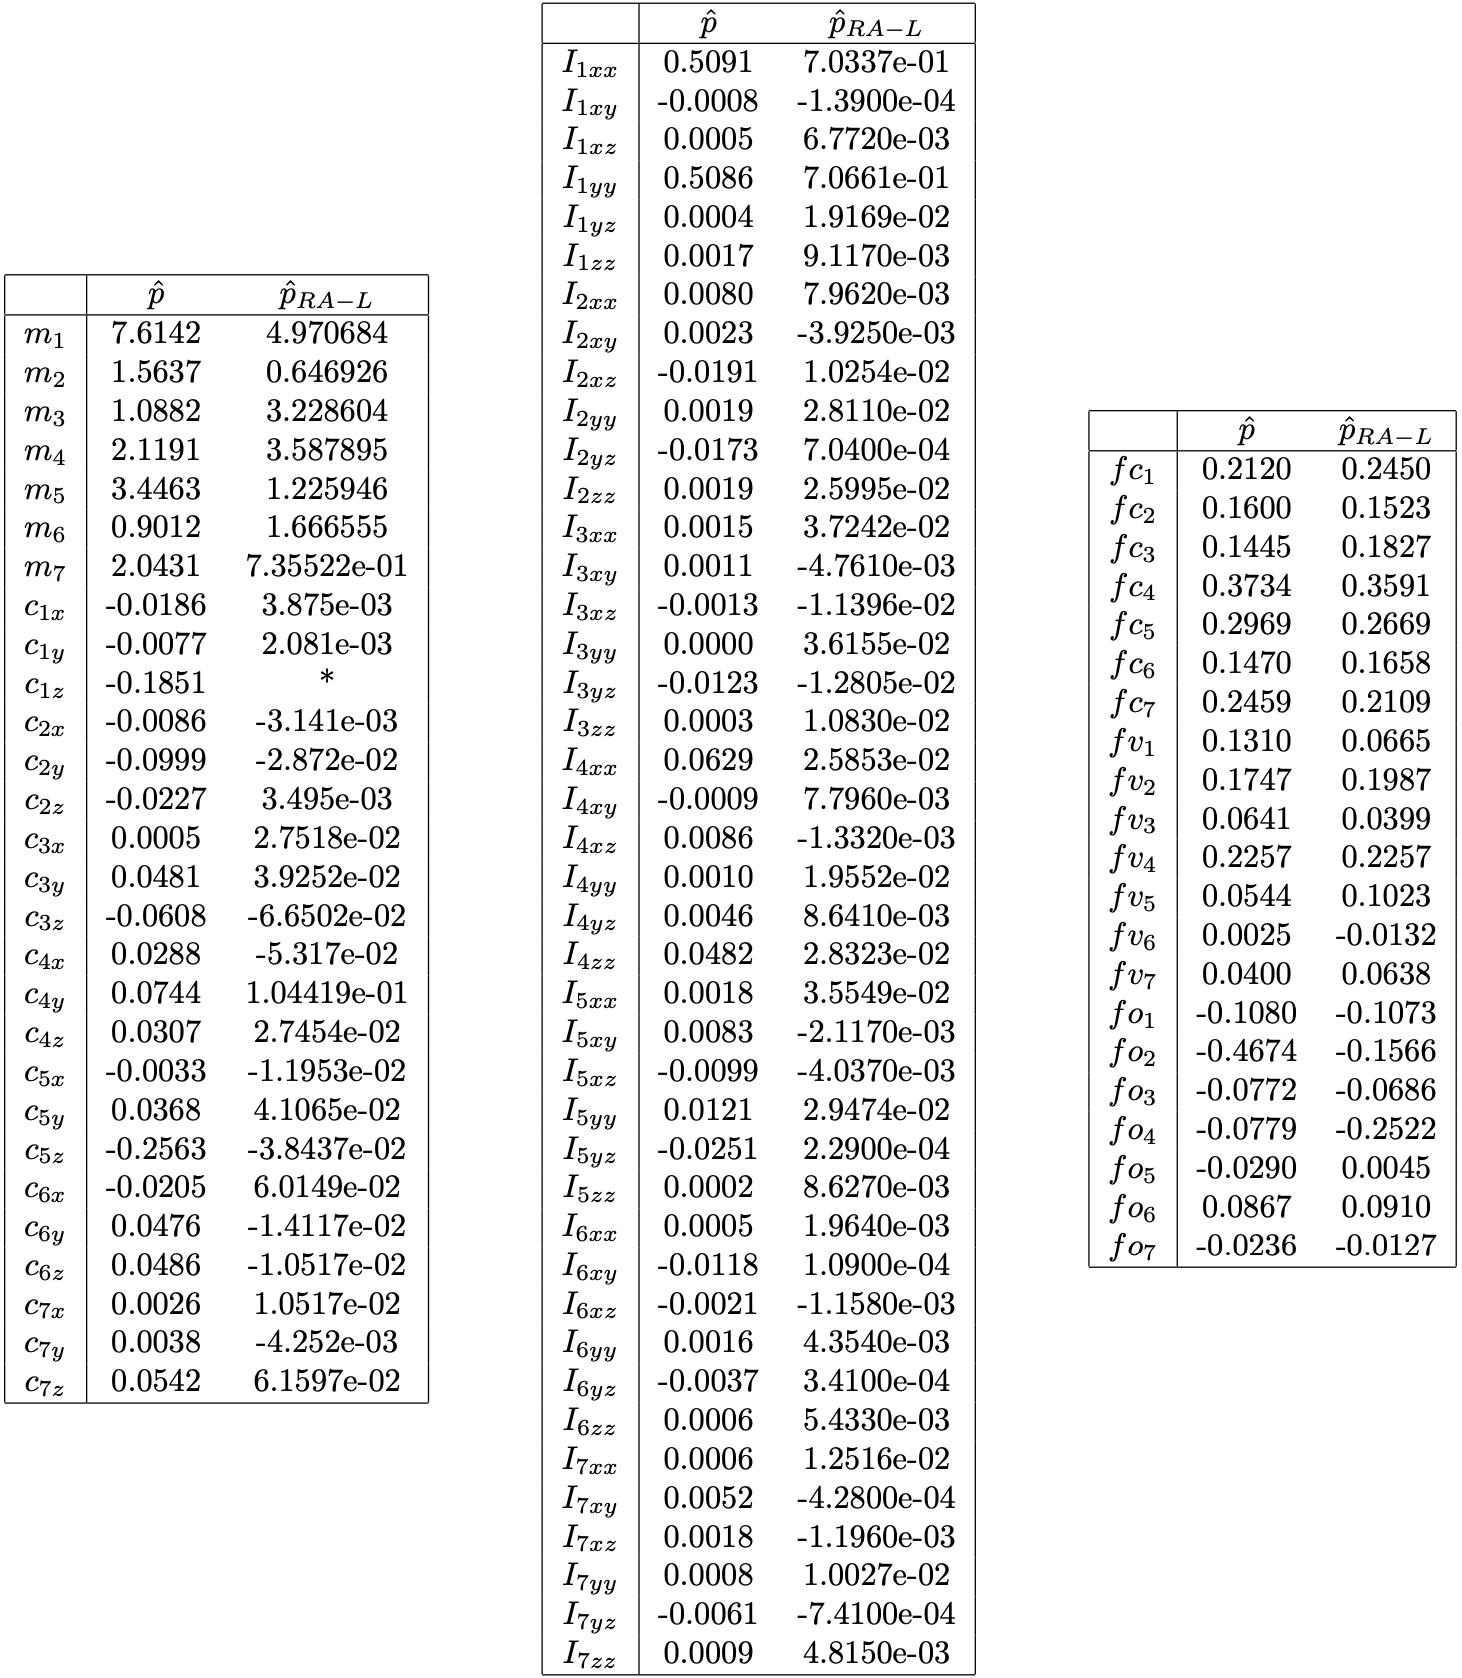 p̂ p̂RA−L
m1 7.6142 4.970684
m2 1.5637 0.646926
m3 1.0882 3.228604
m4 2.1191 3.587895
m5 3.4463 1.225946
m6 0.9012 1.666555
m7 2.0431 7.35522e-01
c1x -0.0186 3.875e-03
c1y -0.0077 2.081e-03
c1z -0.1851 *
c2x -0.0086 -3.141e-03
c2y -0.0999 -2.872e-02
c2z -0.0227 3.495e-03
c3x 0.0005 2.7518e-02
c3y 0.0481 3.9252e-02
c3z -0.0608 -6.6502e-02
c4x 0.0288 -5.317e-02
c4y 0.0744 1.04419e-01
c4z 0.0307 2.7454e-02
c5x -0.0033 -1.1953e-02
c5y 0.0368 4.1065e-02
c5z -0.2563 -3.8437e-02
c6x -0.0205 6.0149e-02
c6y 0.0476 -1.4117e-02
c6z 0.0486 -1.0517e-02
c7x 0.0026 1.0517e-02
c7y 0.0038 -4.252e-03
c7z 0.0542 6.1597e-02
p̂ p̂RA−L
I1xx 0.5091 7.0337e-01
I1xy -0.0008 -1.3900e-04
I1xz 0.0005 6.7720e-03
I1yy 0.5086 7.0661e-01
I1yz 0.0004 1.9169e-02
I1zz 0.0017 9.1170e-03
I2xx 0.0080 7.9620e-03
I2xy 0.0023 -3.9250e-03
I2xz -0.0191 1.0254e-02
I2yy 0.0019 2.8110e-02
I2yz -0.0173 7.0400e-04
I2zz 0.0019 2.5995e-02
I3xx 0.0015 3.7242e-02
I3xy 0.0011 -4.7610e-03
I3xz -0.0013 -1.1396e-02
I3yy 0.0000 3.6155e-02
I3yz -0.0123 -1.2805e-02
I3zz 0.0003 1.0830e-02
I4xx 0.0629 2.5853e-02
I4xy -0.0009 7.7960e-03
I4xz 0.0086 -1.3320e-03
I4yy 0.0010 1.9552e-02
I4yz 0.0046 8.6410e-03
I4zz 0.0482 2.8323e-02
I5xx 0.0018 3.5549e-02
I5xy 0.0083 -2.1170e-03
I5xz -0.0099 -4.0370e-03
I5yy 0.0121 2.9474e-02
I5yz -0.0251 2.2900e-04
I5zz 0.0002 8.6270e-03
I6xx 0.0005 1.9640e-03
I6xy -0.0118 1.0900e-04
I6xz -0.0021 -1.1580e-03
I6yy 0.0016 4.3540e-03
I6yz -0.0037 3.4100e-04
I6zz 0.0006 5.4330e-03
I7xx 0.0006 1.2516e-02
I7xy 0.0052 -4.2800e-04
I7xz 0.0018 -1.1960e-03
I7yy 0.0008 1.0027e-02
I7yz -0.0061 -7.4100e-04
I7zz 0.0009 4.8150e-03
p̂ p̂RA−L
fc1 0.2120 0.2450
fc2 0.1600 0.1523
fc3 0.1445 0.1827
fc4 0.3734 0.3591
fc5 0.2969 0.2669
fc6 0.1470 0.1658
fc7 0.2459 0.2109
fv1 0.1310 0.0665
fv2 0.1747 0.1987
fv3 0.0641 0.0399
fv4 0.2257 0.2257
fv5 0.0544 0.1023
fv6 0.0025 -0.0132
fv7 0.0400 0.0638
fo1 -0.1080 -0.1073
fo2 -0.4674 -0.1566
fo3 -0.0772 -0.0686
fo4 -0.0779 -0.2522
fo5 -0.0290 0.0045
fo6 0.0867 0.0910
fo7 -0.0236 -0.0127